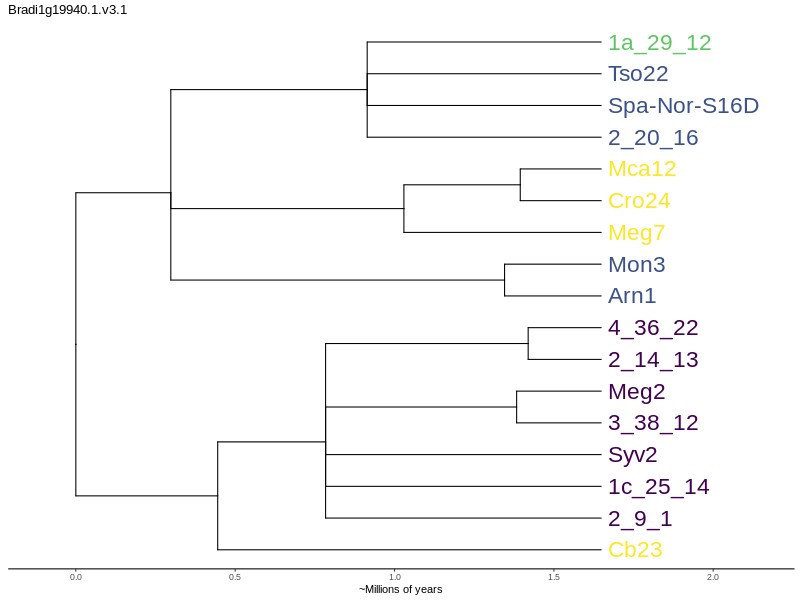 Bradi1g19940.1.v3.1
1a_29_12
Tso22
Spa-Nor-S16D
2_20_16
Mca12
Cro24
Meg7
Mon3
Arn1
4_36_22
2_14_13
Meg2
3_38_12
Syv2
1c_25_14
2_9_1
Cb23
0.0 0.5 1.0 1.5 2.0
~Millions of years